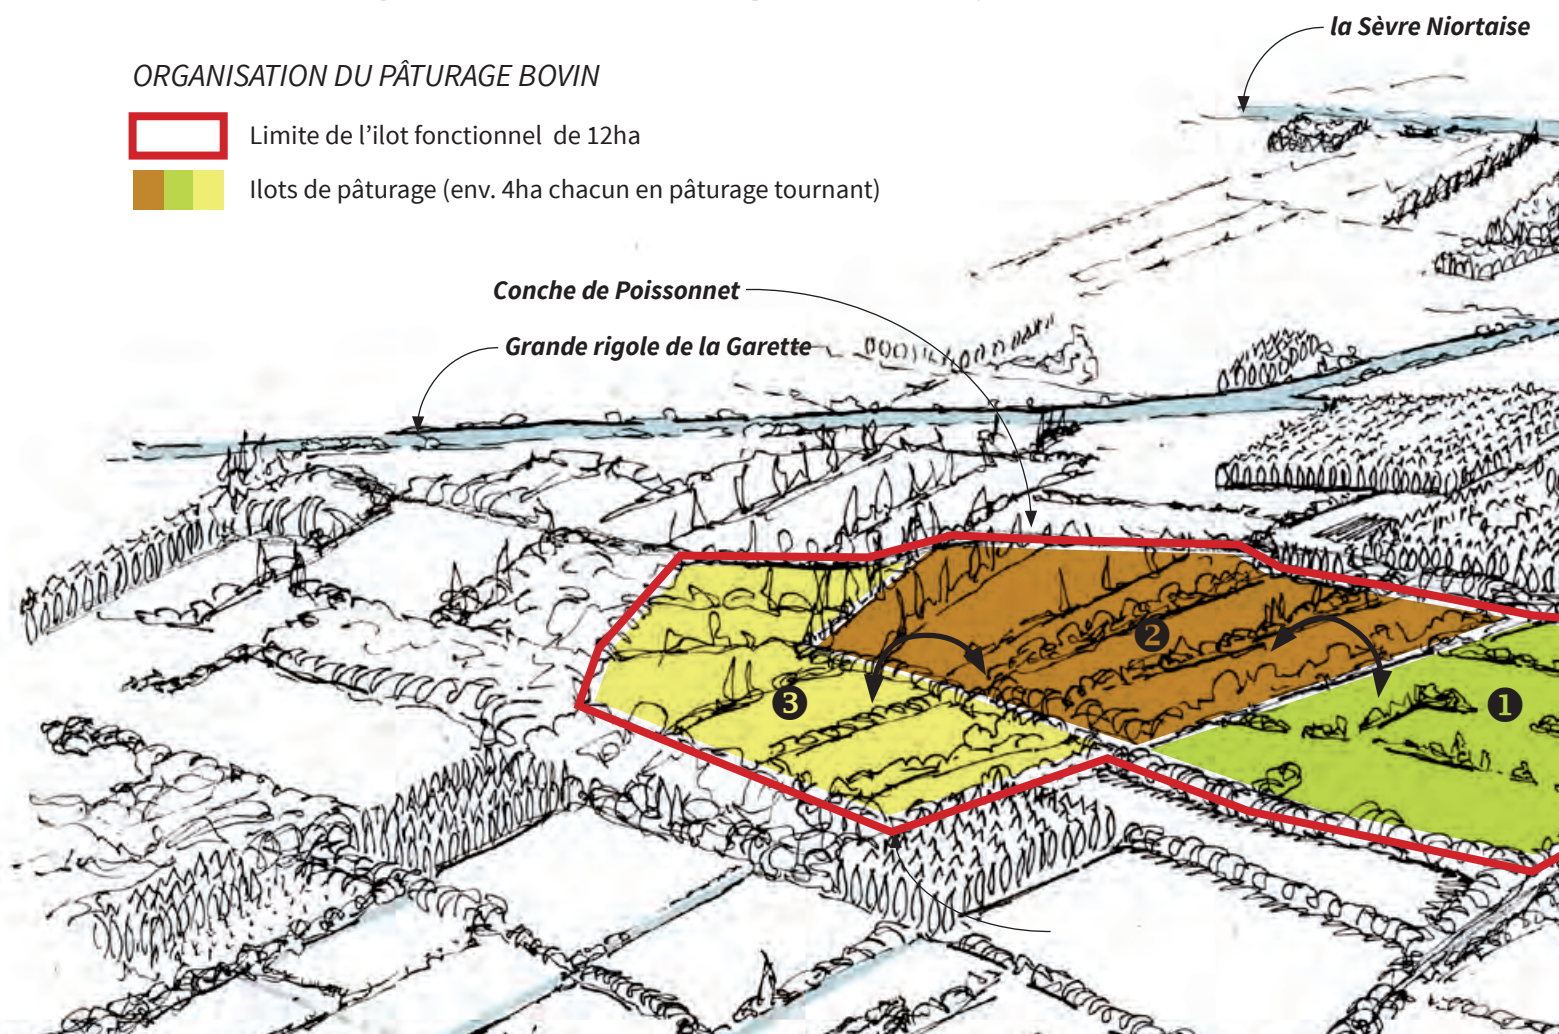 la Sèvre Niortaise
ORGANISATION DU PÂTURAGE BOVIN
Limite de l'ilot fonctionnel de 12ha
Ilots de pâturage (env. 4ha chacun en pâturage tournant)
Conche de Poissonnet
Grande rigole de la Garette
2
3
1